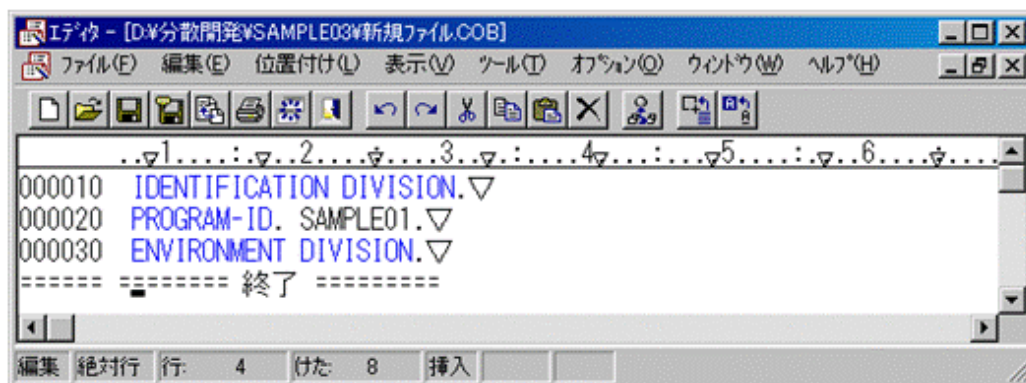 ｴﾃﾞｨﾀ - [D:¥分散開発¥SAMPLE03¥新規ﾌｧｲﾙ.COB]
ﾌｧｲﾙ(F) 編集(E) 位置付け(L) 表示(V) ﾂｰﾙ(T) ｵﾌﾟｼｮﾝ(O) ｳｨﾝﾄﾞｳ(W) ﾍﾙﾌﾟ(H)
..▽1....:.▽..2....▽....3..▽.:....4▽...:...▽5....:.▽..6....▽....
000010 IDENTIFICATION DIVISION.▽
000020 PROGRAM-ID. SAMPLE01.▽
000030 ENVIRONMENT DIVISION.▽
====== ======== 終了 =========
編集 絶対行 行: 4 けた: 8 挿入